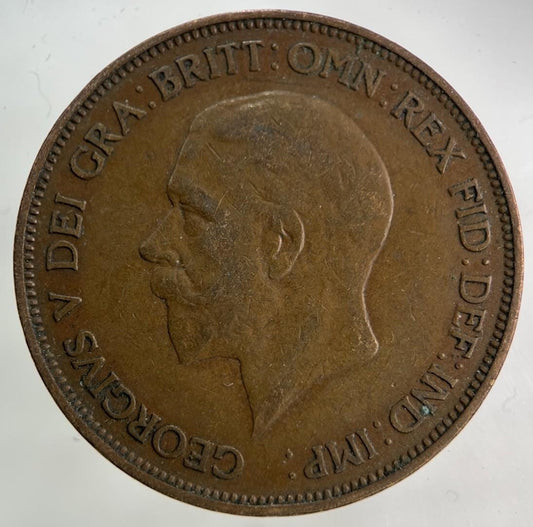 GEORGIVS V DEI GRA: BRITT: OMN: REX FID: DEF: IND: IMP: